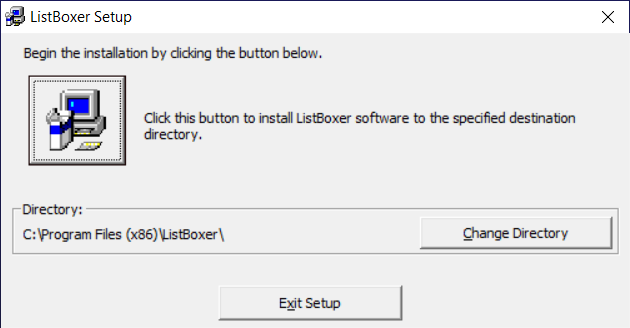 ListBoxer Setup
Begin the installation by clicking the button below.
Click this button to install ListBoxer software to the specified destination
directory.
Directory:
C:\Program Files (x86)\ListBoxer\
Change Directory
Exit Setup